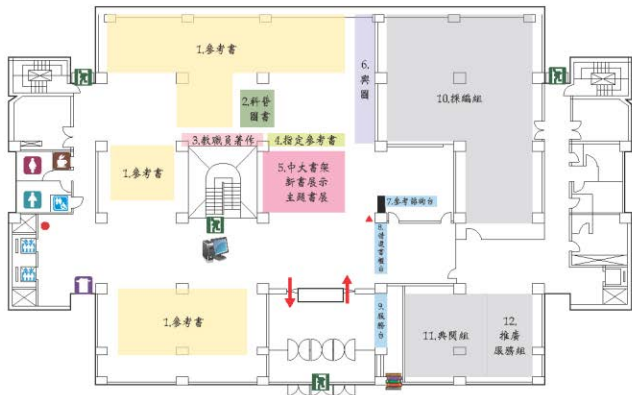 1.參考書
2.科普
圖書
3.教職員著作
4.指定參考書
5.中大書架
新書展示
主題書展
6.輿圖
10.採編組
1.參考書
7.參考諮詢台
8.借還書櫃台
1.參考書
9.服務台
11.典閱組
12.
推廣
服務組